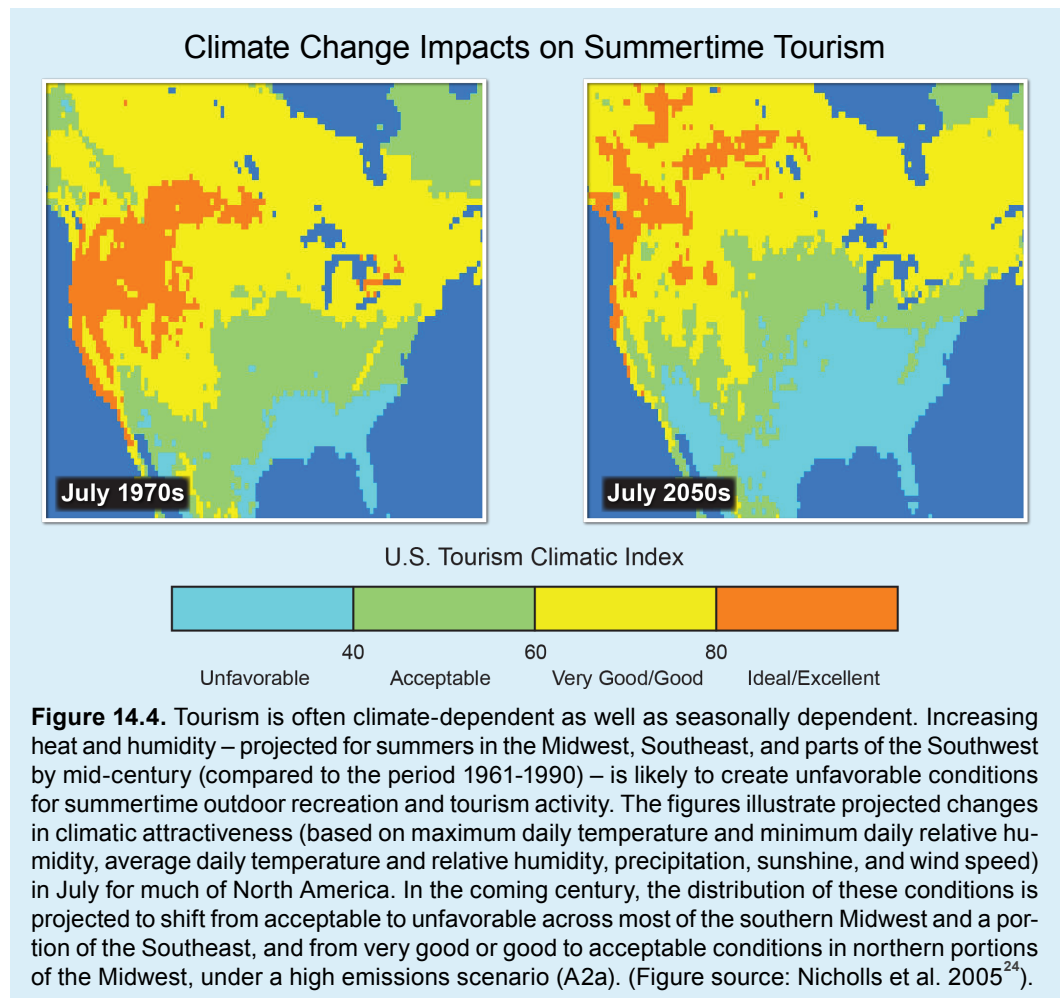 Climate Change Impacts on Summertime Tourism
July 1970s
July 2050s
U.S. Tourism Climatic Index
40 60 80
Unfavorable Acceptable Very Good/Good Ideal/Excellent
Figure 14.4. Tourism is often climate-dependent as well as seasonally dependent. Increasing
heat and humidity – projected for summers in the Midwest, Southeast, and parts of the Southwest
by mid-century (compared to the period 1961-1990) – is likely to create unfavorable conditions
for summertime outdoor recreation and tourism activity. The figures illustrate projected changes
in climatic attractiveness (based on maximum daily temperature and minimum daily relative hu-
midity, average daily temperature and relative humidity, precipitation, sunshine, and wind speed)
in July for much of North America. In the coming century, the distribution of these conditions is
projected to shift from acceptable to unfavorable across most of the southern Midwest and a por-
tion of the Southeast, and from very good or good to acceptable conditions in northern portions
of the Midwest, under a high emissions scenario (A2a). (Figure source: Nicholls et al. 2005²⁴).